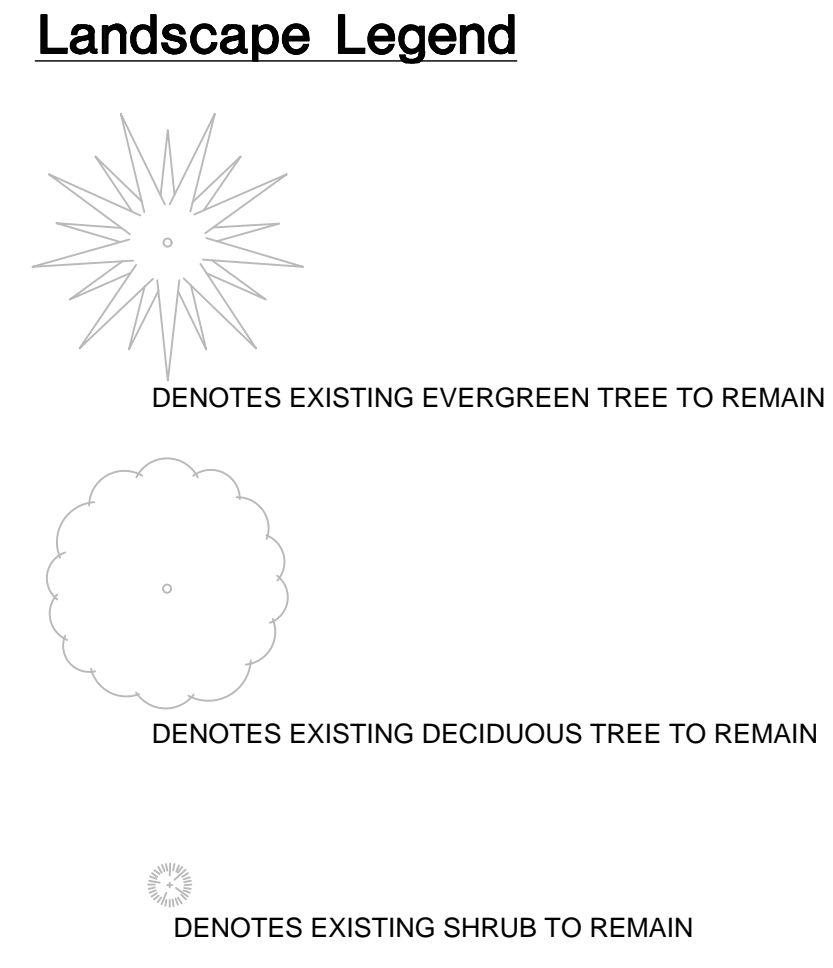 Landscape Legend
DENOTES EXISTING EVERGREEN TREE TO REMAIN
DENOTES EXISTING DECIDUOUS TREE TO REMAIN
DENOTES EXISTING SHRUB TO REMAIN